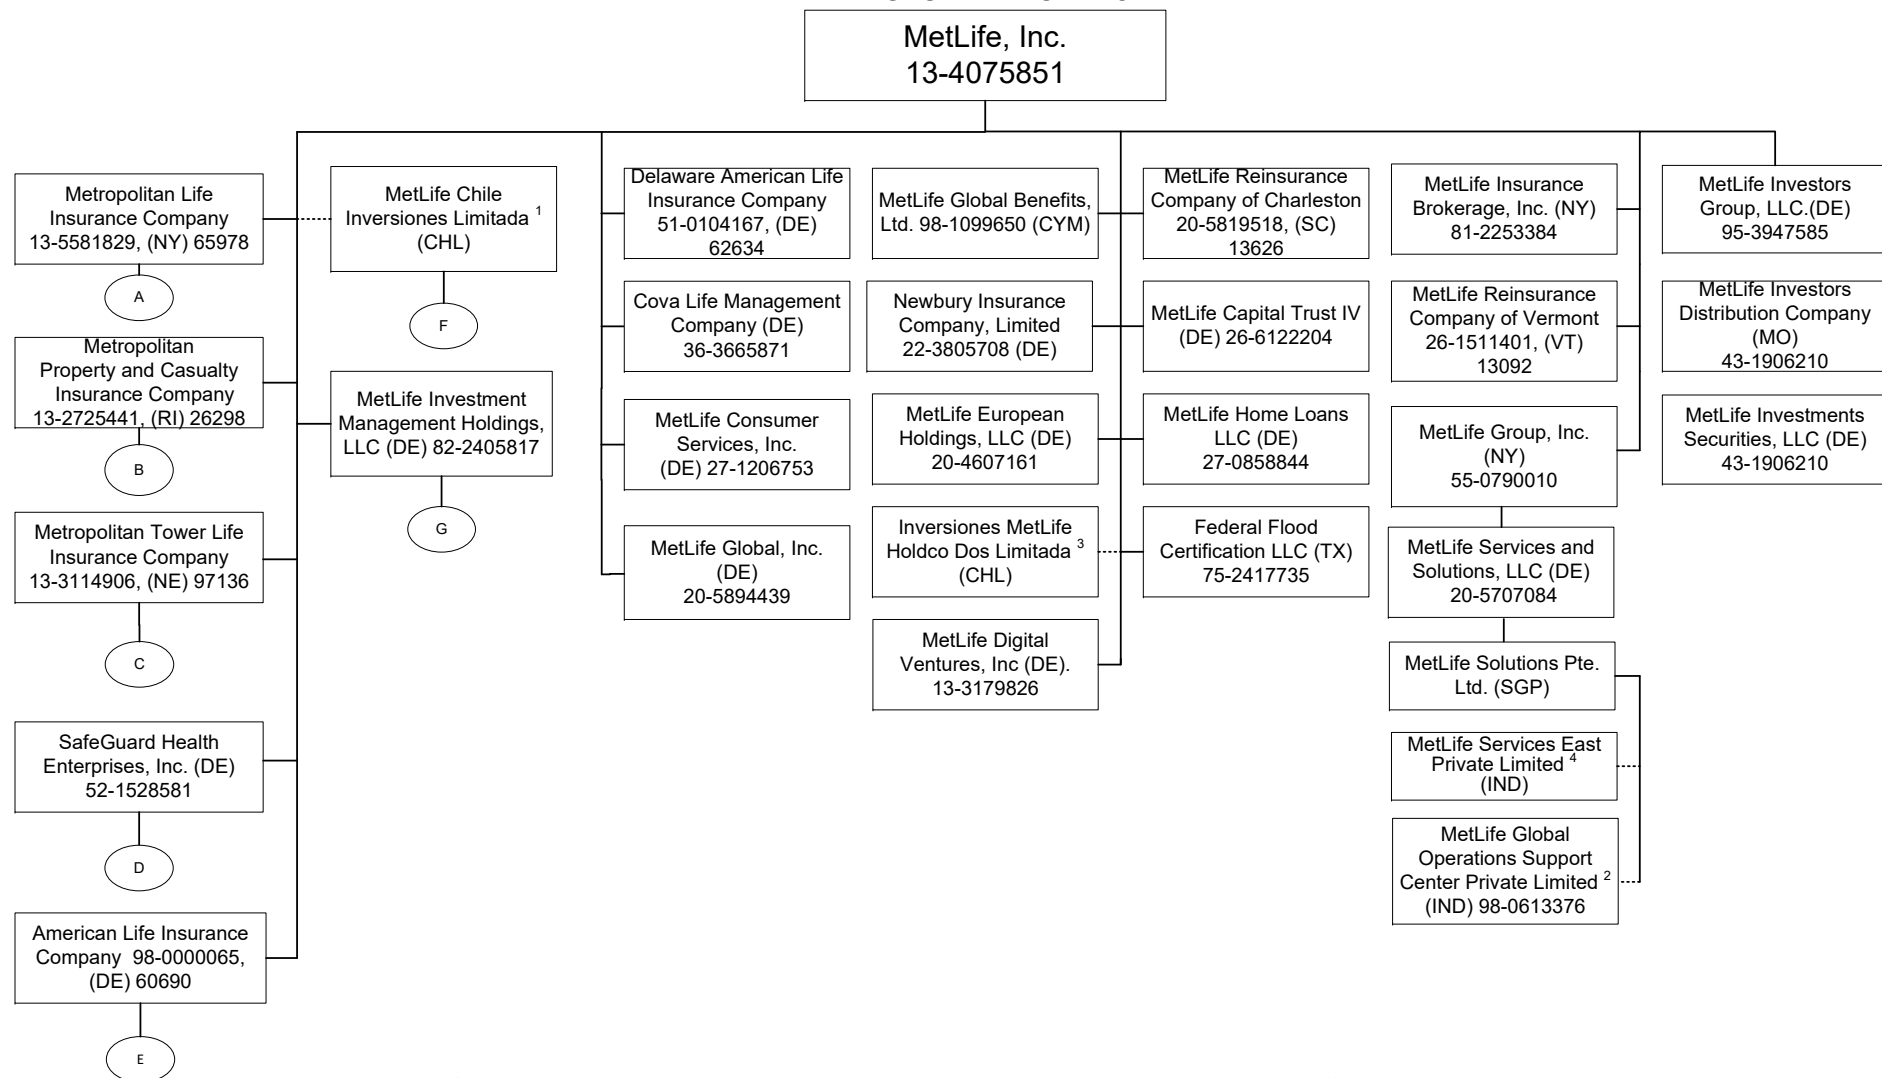 MetLife, Inc.
13-4075851
Metropolitan Life
Insurance Company
13-5581829, (NY) 65978
A
Metropolitan
Property and Casualty
Insurance Company
13-2725441, (RI) 26298
B
Metropolitan Tower Life
Insurance Company
13-3114906, (NE) 97136
C
SafeGuard Health
Enterprises, Inc. (DE)
52-1528581
D
American Life Insurance
Company 98-0000065,
(DE) 60690
E
MetLife Chile
Inversiones Limitada 1
(CHL)
F
MetLife Investment
Management Holdings,
LLC (DE) 82-2405817
G
Delaware American Life
Insurance Company
51-0104167, (DE)
62634
Cova Life Management
Company (DE)
36-3665871
MetLife Consumer
Services, Inc.
(DE) 27-1206753
MetLife Global, Inc.
(DE)
20-5894439
MetLife Global Benefits,
Ltd. 98-1099650 (CYM)
Newbury Insurance
Company, Limited
22-3805708 (DE)
MetLife European
Holdings, LLC (DE)
20-4607161
Inversiones MetLife
Holdco Dos Limitada 3
(CHL)
MetLife Digital
Ventures, Inc (DE).
13-3179826
MetLife Reinsurance
Company of Charleston
20-5819518, (SC)
13626
MetLife Capital Trust IV
(DE) 26-6122204
MetLife Home Loans
LLC (DE)
27-0858844
Federal Flood
Certification LLC (TX)
75-2417735
MetLife Insurance
Brokerage, Inc. (NY)
81-2253384
MetLife Reinsurance
Company of Vermont
26-1511401, (VT)
13092
MetLife Group, Inc.
(NY)
55-0790010
MetLife Services and
Solutions, LLC (DE)
20-5707084
MetLife Solutions Pte.
Ltd. (SGP)
MetLife Services East
Private Limited 4
(IND)
MetLife Global
Operations Support
Center Private Limited 2
(IND) 98-0613376
MetLife Investors
Group, LLC.(DE)
95-3947585
MetLife Investors
Distribution Company
(MO)
43-1906210
MetLife Investments
Securities, LLC (DE)
43-1906210